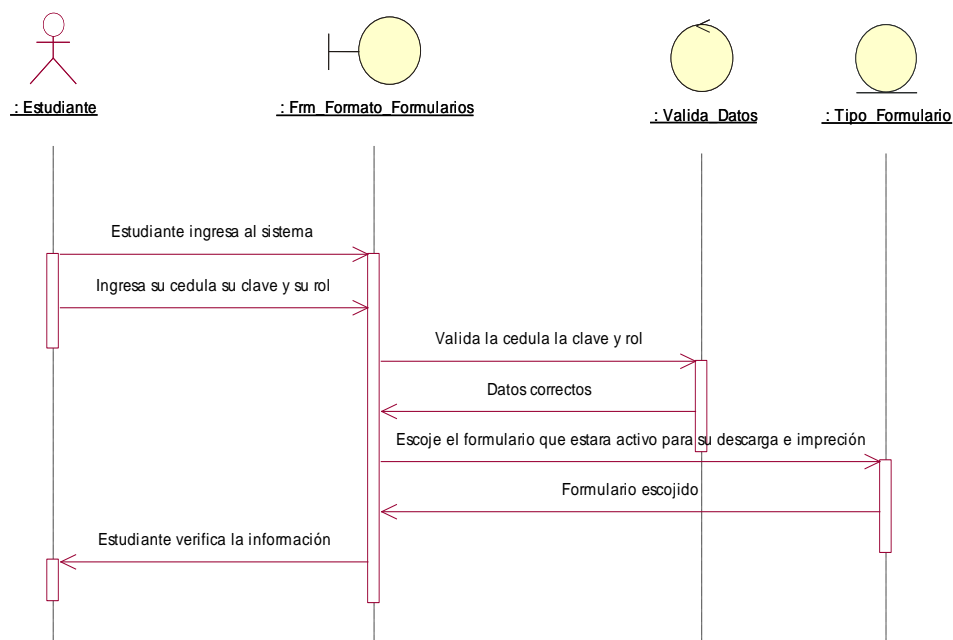 : Estudiante
: Frm_Formato_Formularios
: Valida_Datos
: Tipo_Formulario
Estudiante ingresa al sistema
Ingresa su cedula su clave y su rol
Valida la cedula la clave y rol
Datos correctos
Escoje el formulario que estara activo para su descarga e impreción
Formulario escojido
Estudiante verifica la información